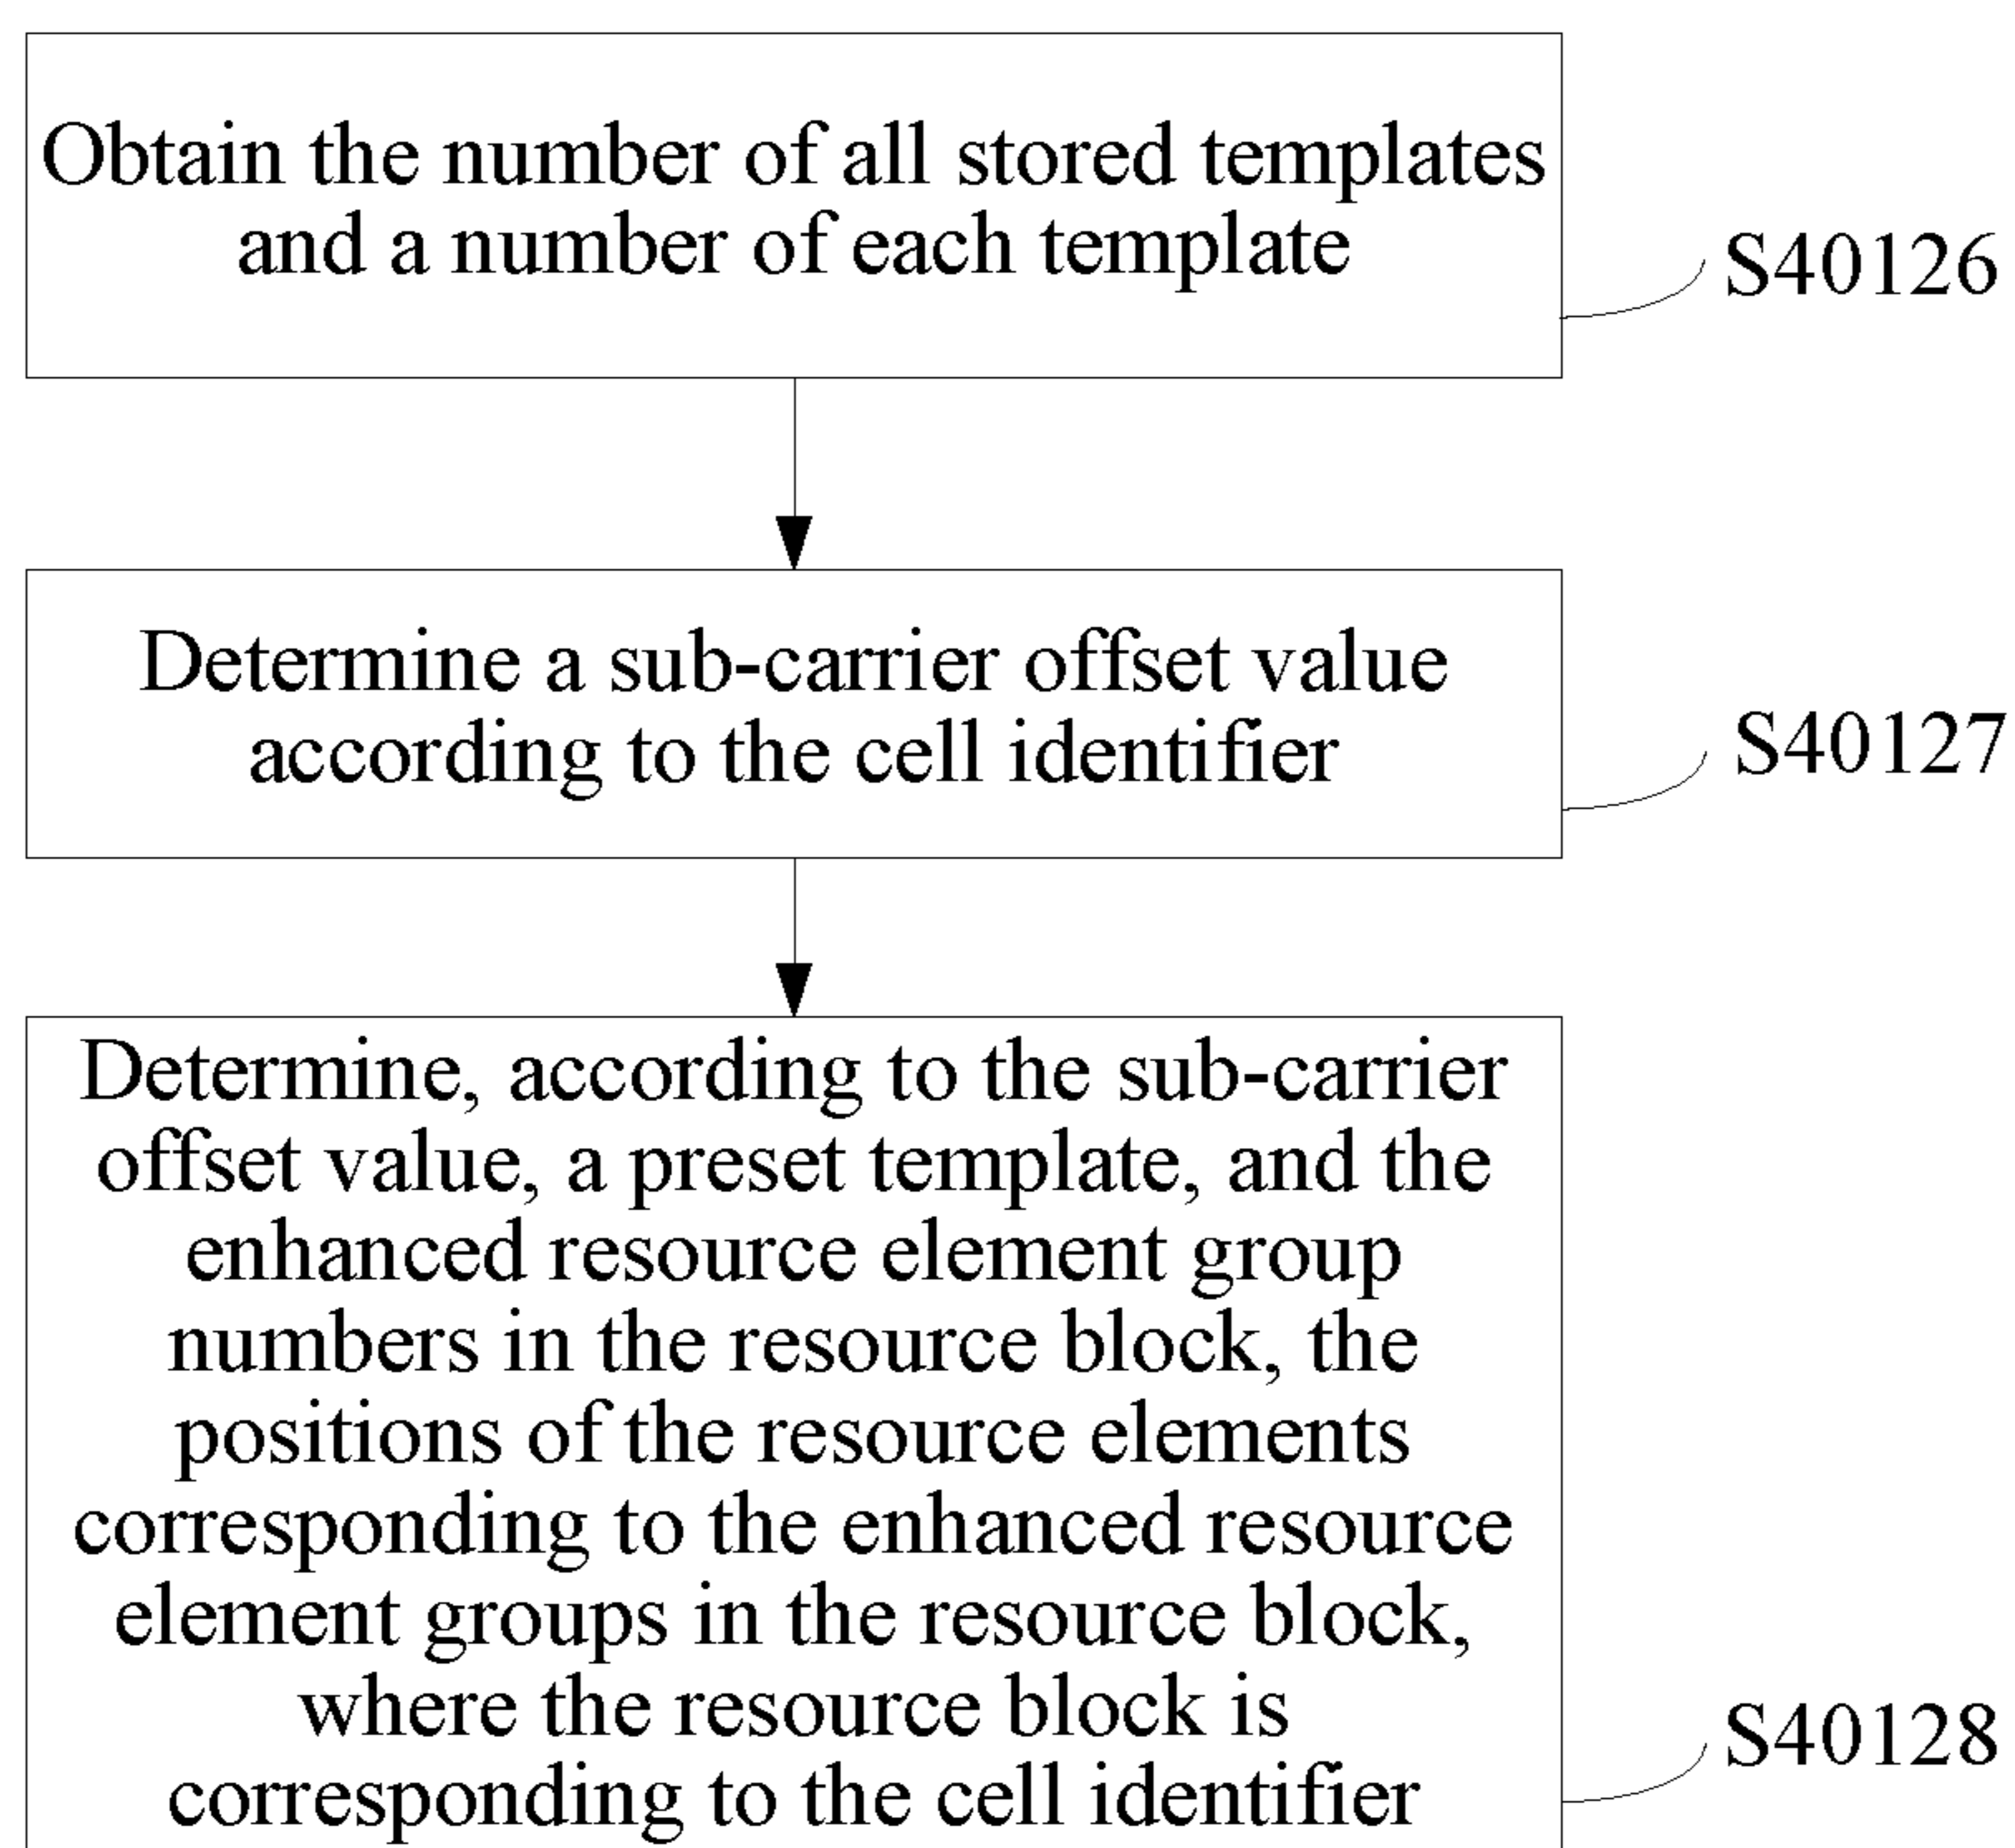 Obtain the number of all stored templates
and a number of each template
S40126
Determine a sub-carrier offset value
according to the cell identifier
S40127
Determine, according to the sub-carrier
offset value, a preset template, and the
enhanced resource element group
numbers in the resource block, the
positions of the resource elements
corresponding to the enhanced resource
element groups in the resource block,
where the resource block is
corresponding to the cell identifier
S40128